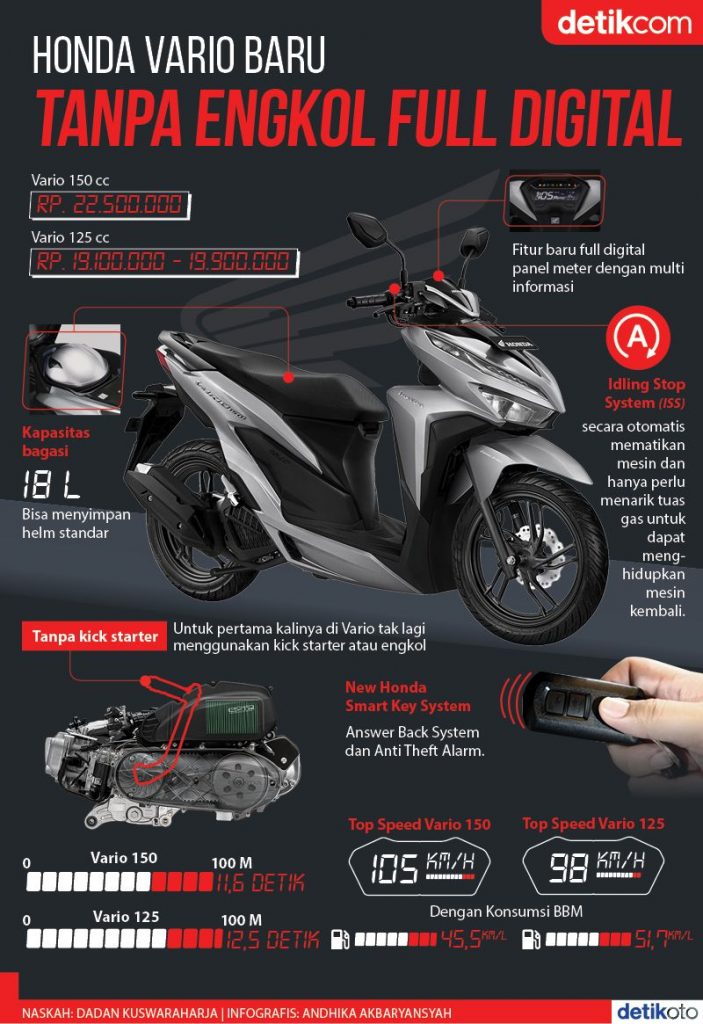 detikcom
HONDA VARIO BARU
TANPA ENGKOL FULL DIGITAL
Vario 150 cc
RP. 22.500.000
Vario 125 cc
RP. 19.100.000 - 19.900.000
105
Fitur baru full digital
panel meter dengan multi
informasi
A
Idling Stop
System (ISS)
secara otomatis
mematikan
mesin dan
hanya perlu
menarik tuas
gas untuk
dapat
meng-
hidupkan
mesin
kembali.
HONDA
Kapasitas
bagasi
18 L
Bisa menyimpan
helm standar
Tanpa kick starter
Untuk pertama kalinya di Vario tak lagi
menggunakan kick starter atau engkol
New Honda
Smart Key System
Answer Back System
dan Anti Theft Alarm.
Top Speed Vario 150
105 KM/H
Top Speed Vario 125
98 KM/H
0 Vario 150 100 M
11,6 DETIK
0 Vario 125 100 M
12,5 DETIK
Dengan Konsumsi BBM
45,5 KM/L
51,7 KM/L
NASKAH: DADAN KUSWARAHARJA | INFOGRAFIS: ANDHIKA AKBARYANSYAH
detikoto